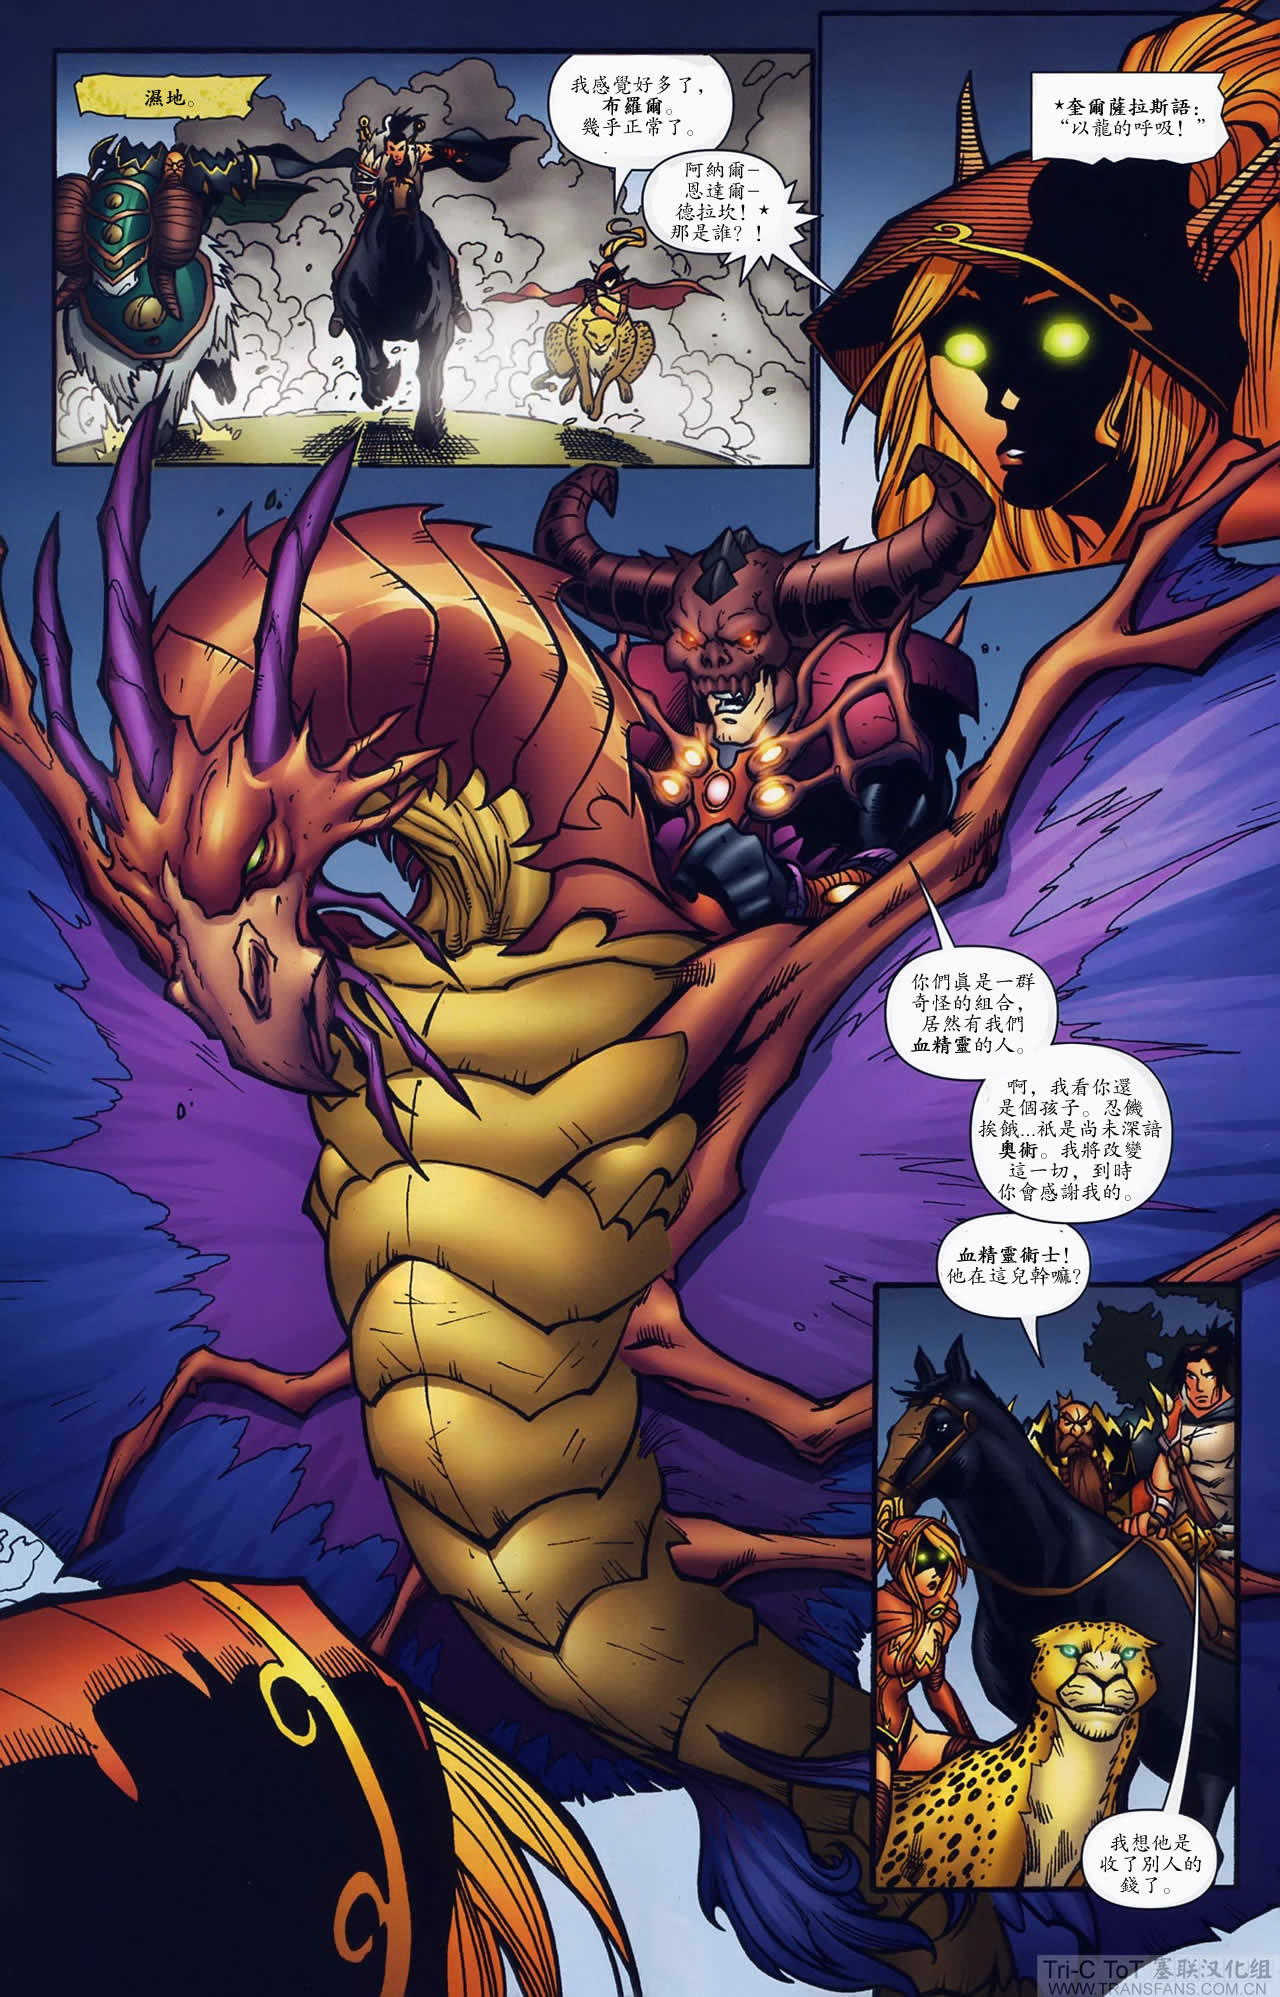 濕地。
我感覺好多了，
布羅爾。
幾乎正常了。
阿納爾–
恩達爾–
德拉坎！★
那是誰？！
★奎爾薩拉斯語：
“以龍的呼吸！”
你們真是一群
奇怪的組合，
居然有我們
血精靈的人。
啊，我看你還
是個孩子。忍饑
挨餓...衹是尚未深諳
奧術。我將改變
這一切，到時
你會感謝我的。
血精靈術士！
他在這兒幹嘛？
我想他是
收了別人的
錢了。
Tri-C ToT 塞联汉化组
WWW.TRANSFANS.COM.CN